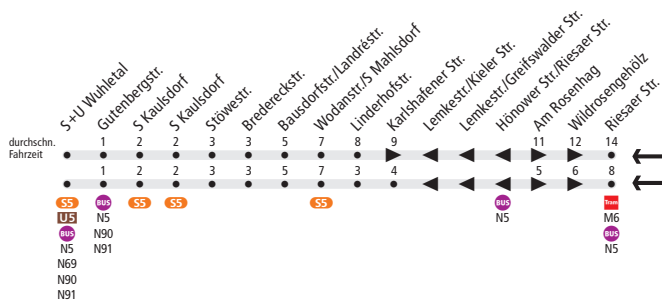 S+U Wuhletal
Gutenbergstr.
S Kaulsdorf
S Kaulsdorf
Stöwestr.
Bredereckstr.
Bausdorfstr./Landréstr.
Wodanstr./S Mahlsdorf
Linderhofstr.
Karlshafener Str.
Lemkestr./Kieler Str.
Lemkestr./Greifswalder Str.
Hönower Str./Riesaer Str.
Am Rosenhag
Wildrosengehölz
Riesaer Str.
durchschn. 1 2 2 3 3 5 7 8 9 11 12 14
Fahrzeit
1 2 2 3 3 5 7 3 4 5 6 8
S5 BUS S5 S5 S5 BUS Tram
U5 N5 N5 M6
BUS N90 BUS
N5 N91 N5
N69
N90
N91